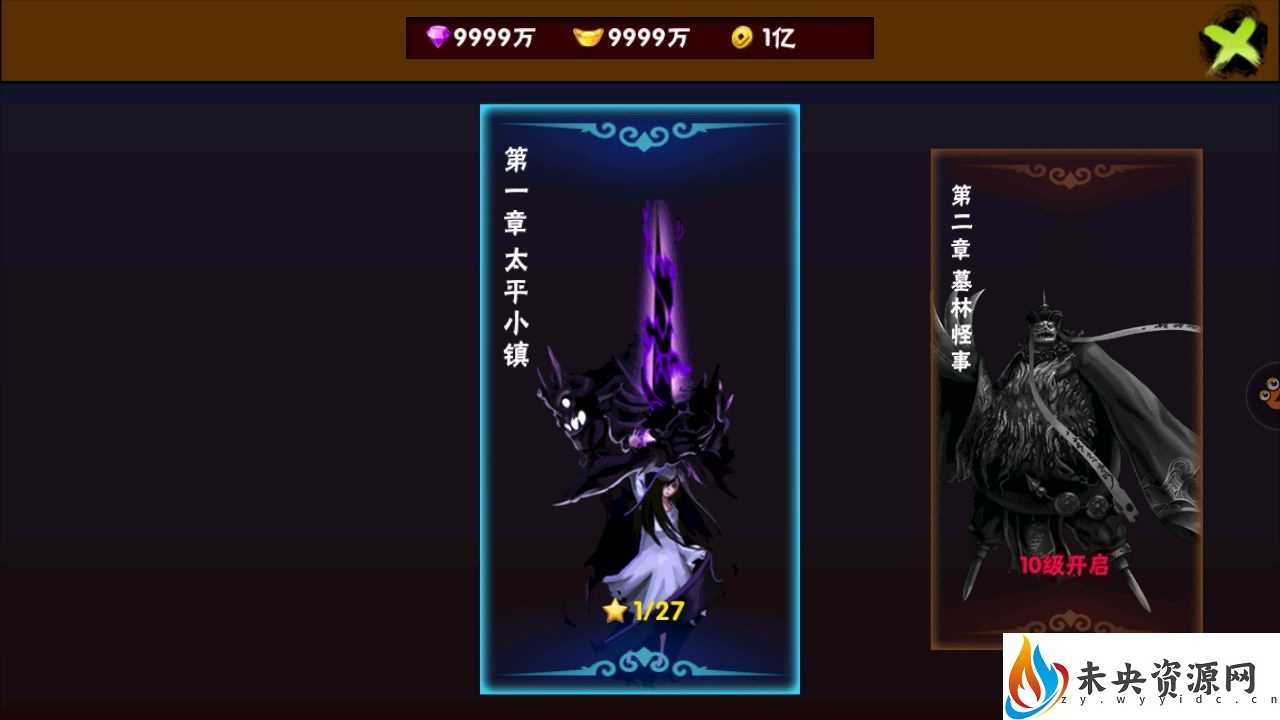 9999万 9999万 1亿
第一章 太平小镇
1/27
第二章 墓林怪事
10级开启
未央资源网
zy.wyyidc.cn